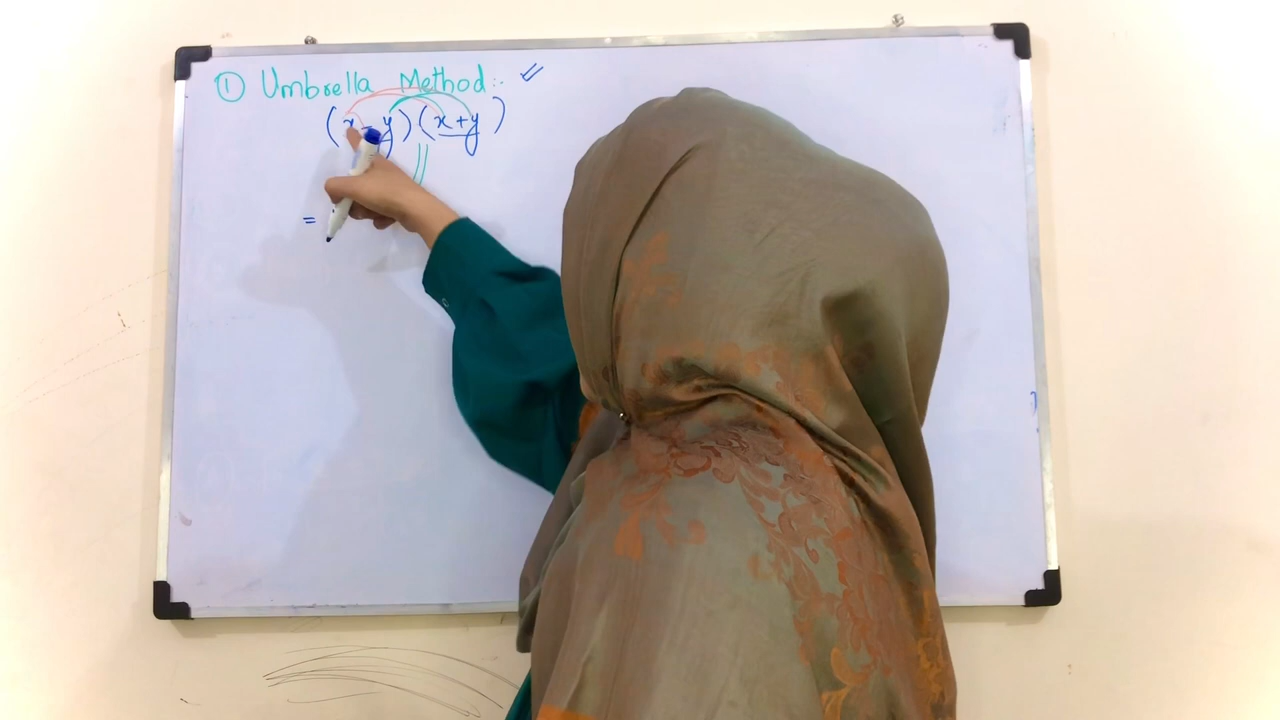 ① Umbrella Method:-
(x - y)(x + y)
=